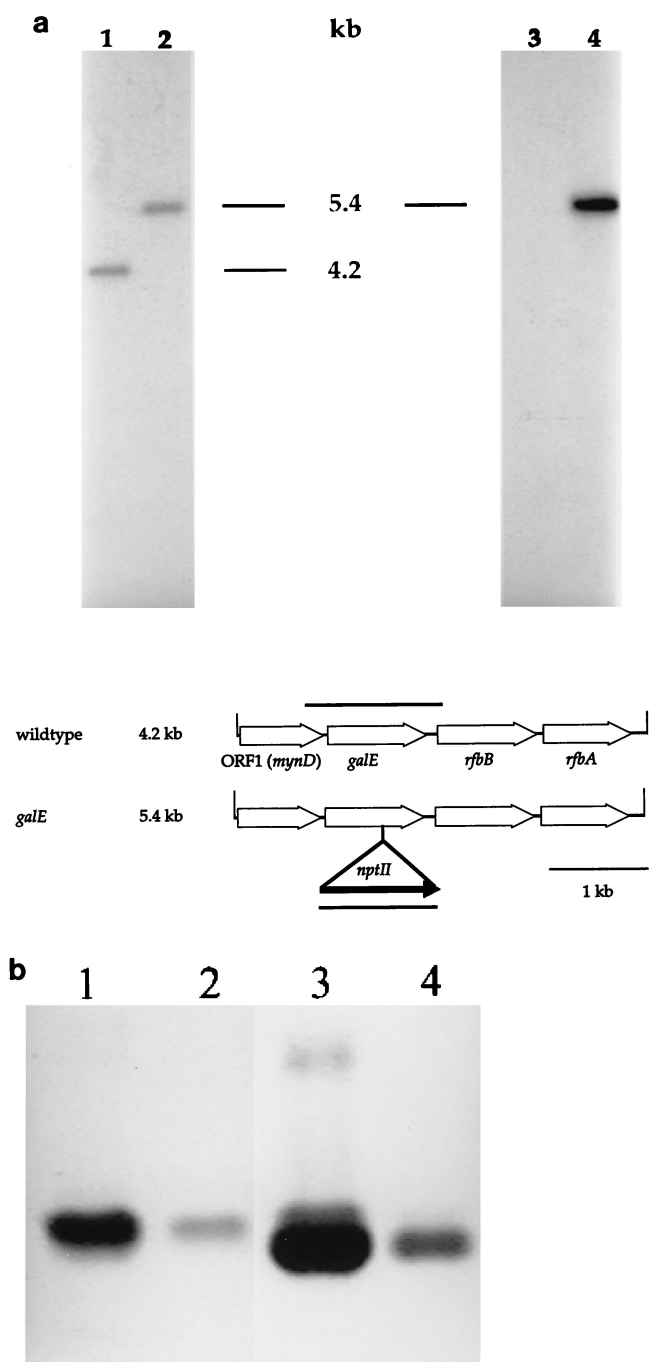 a
1 2 kb 3 4
5.4
4.2
wildtype 4.2 kb
ORF1 (mynD) galE rfbB rfbA
galE 5.4 kb
nptII
1 kb
b
1 2 3 4